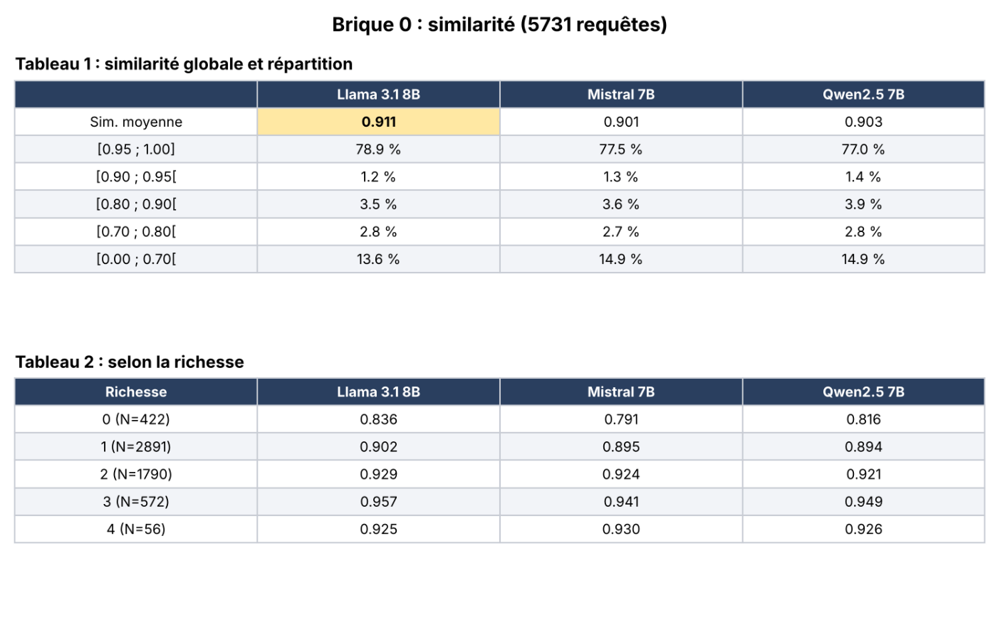 Brique 0 : similarité (5731 requêtes)
Tableau 1 : similarité globale et répartition
Llama 3.1 8B Mistral 7B Qwen2.5 7B
Sim. moyenne 0.911 0.901 0.903
[0.95 ; 1.00] 78.9 % 77.5 % 77.0 %
[0.90 ; 0.95[ 1.2 % 1.3 % 1.4 %
[0.80 ; 0.90[ 3.5 % 3.6 % 3.9 %
[0.70 ; 0.80[ 2.8 % 2.7 % 2.8 %
[0.00 ; 0.70[ 13.6 % 14.9 % 14.9 %
Tableau 2 : selon la richesse
Richesse Llama 3.1 8B Mistral 7B Qwen2.5 7B
0 (N=422) 0.836 0.791 0.816
1 (N=2891) 0.902 0.895 0.894
2 (N=1790) 0.929 0.924 0.921
3 (N=572) 0.957 0.941 0.949
4 (N=56) 0.925 0.930 0.926